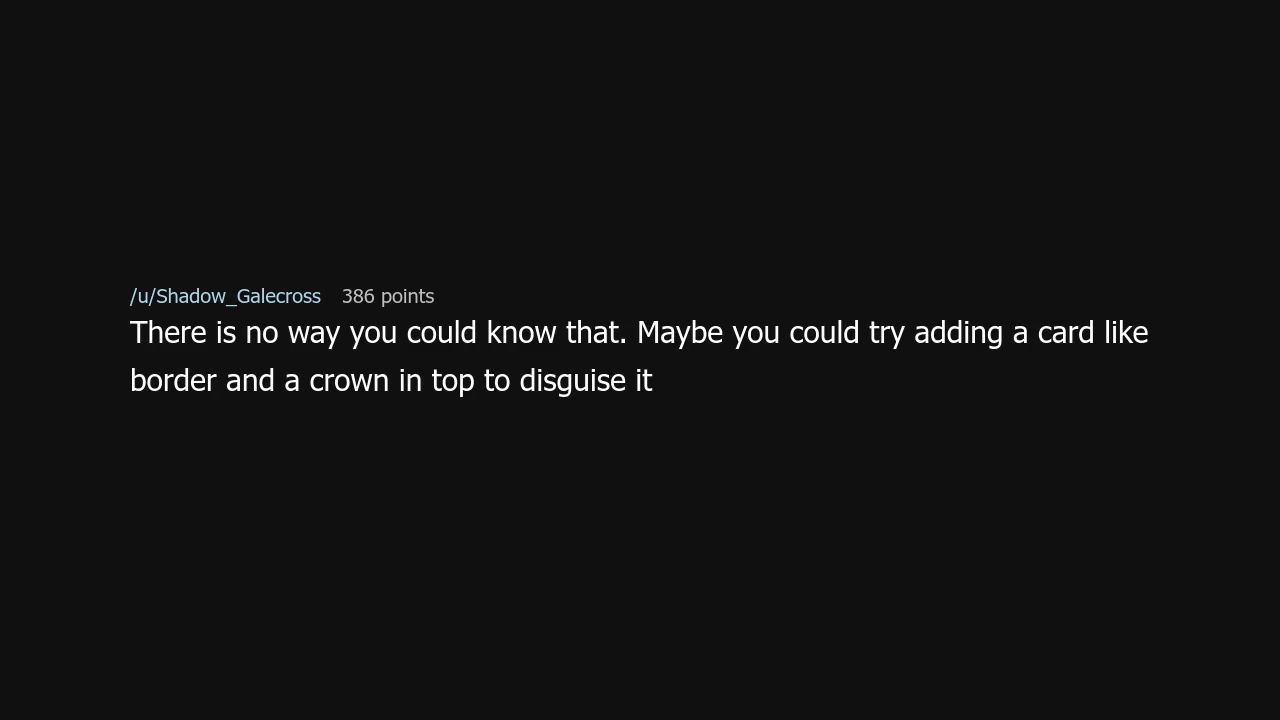 /u/Shadow_Galecross 386 points
There is no way you could know that. Maybe you could try adding a card like
border and a crown in top to disguise it